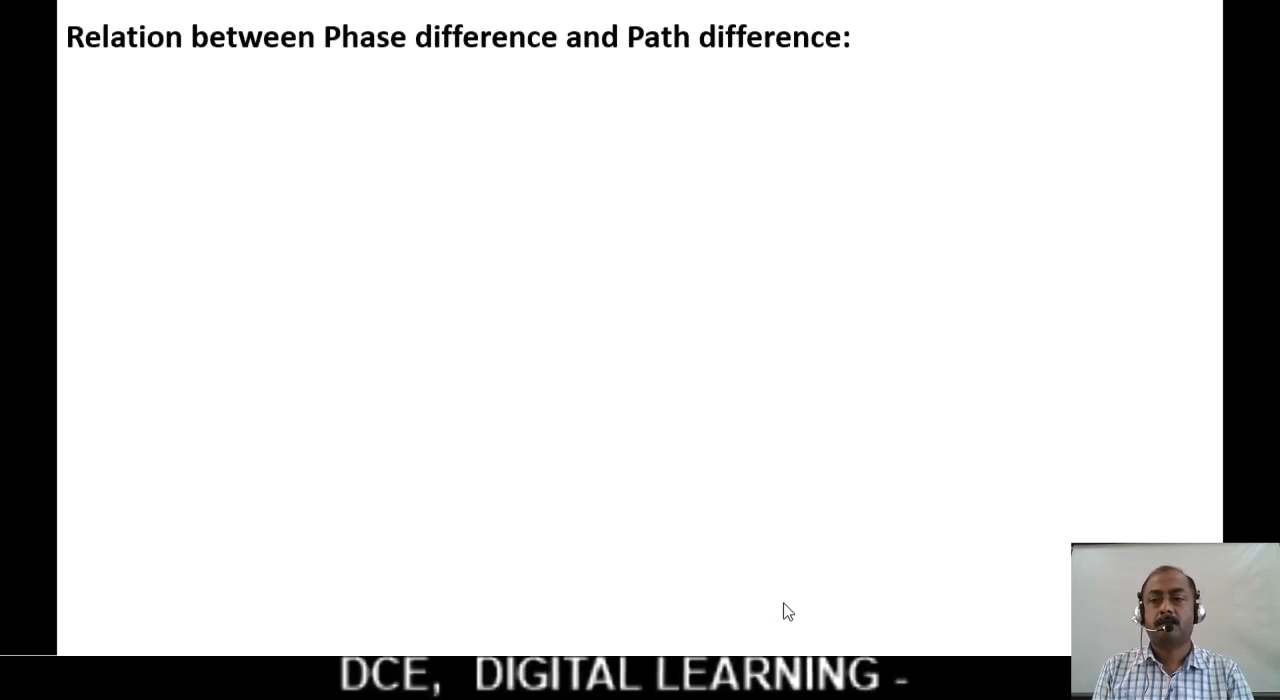 Relation between Phase difference and Path difference:
DCE, DIGITAL LEARNING -